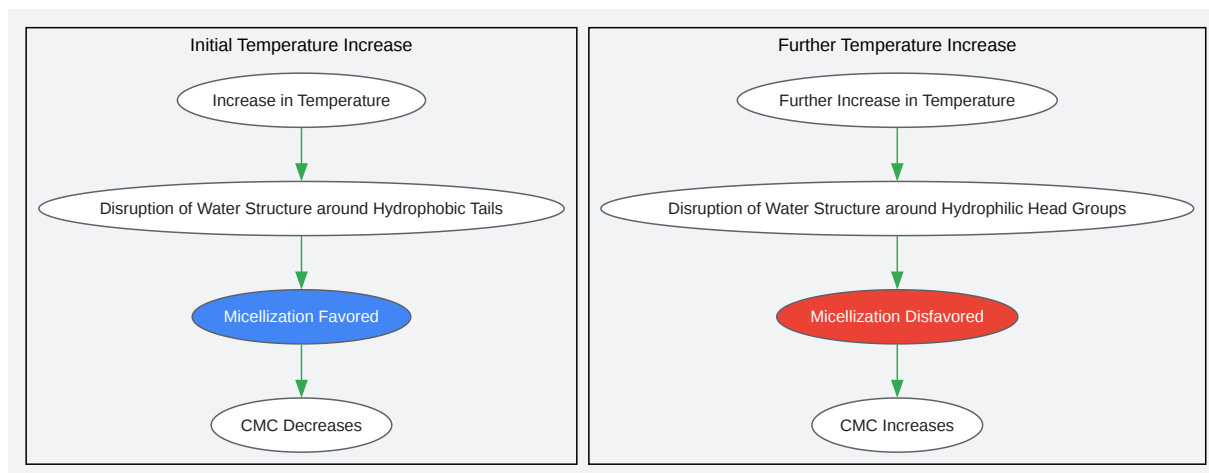 Initial Temperature Increase
Increase in Temperature
Disruption of Water Structure around Hydrophobic Tails
Micellization Favored
CMC Decreases
Further Temperature Increase
Further Increase in Temperature
Disruption of Water Structure around Hydrophilic Head Groups
Micellization Disfavored
CMC Increases